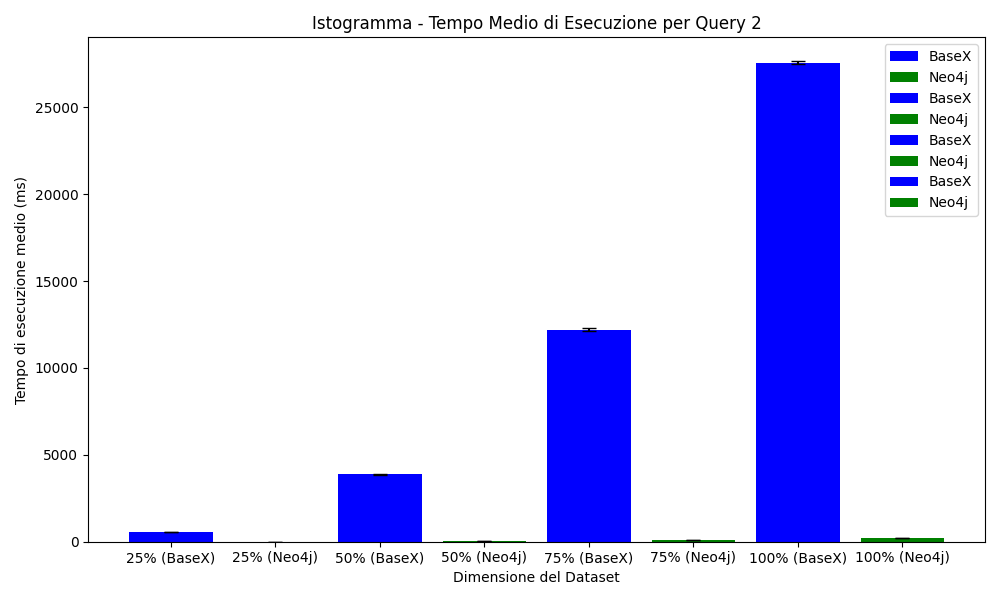 Istogramma - Tempo Medio di Esecuzione per Query 2
Tempo di esecuzione medio (ms)
25000
20000
15000
10000
5000
0
BaseX
Neo4j
BaseX
Neo4j
BaseX
Neo4j
BaseX
Neo4j
25% (BaseX) 25% (Neo4j) 50% (BaseX) 50% (Neo4j) 75% (BaseX) 75% (Neo4j) 100% (BaseX) 100% (Neo4j)
Dimensione del Dataset